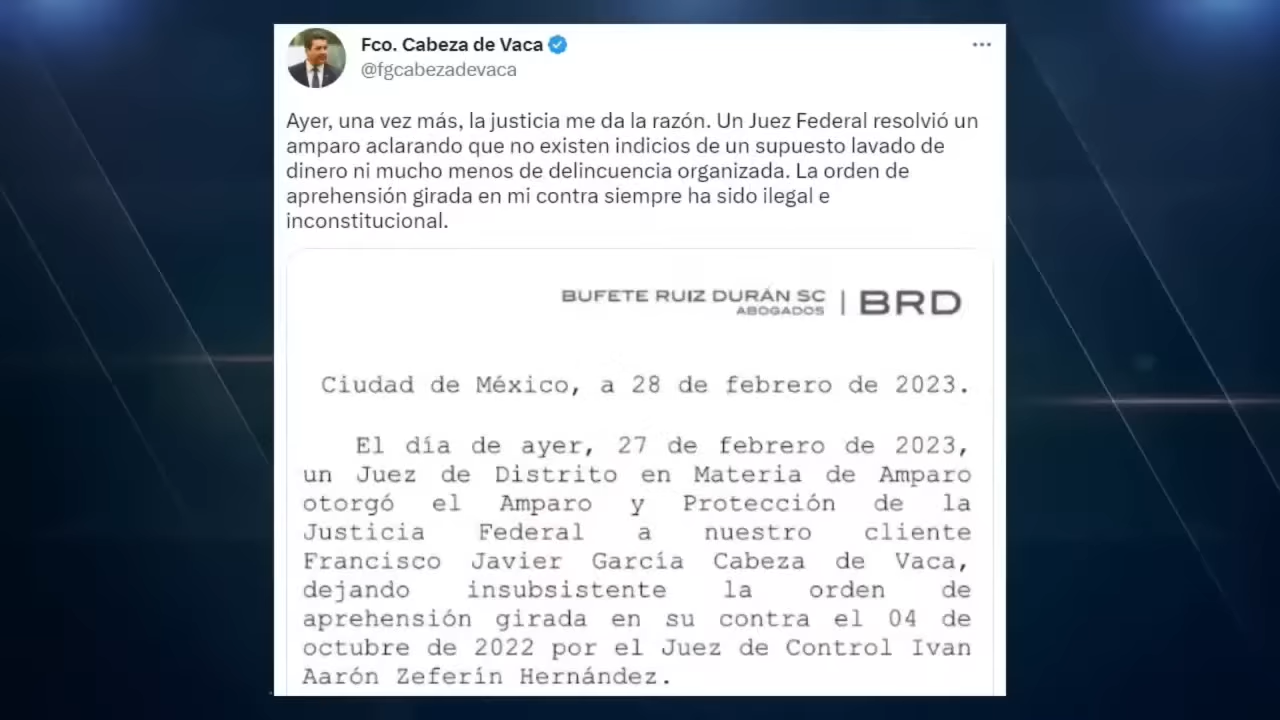 Fco. Cabeza de Vaca
@fgcabezadevaca
Ayer, una vez más, la justicia me da la razón. Un Juez Federal resolvió un
amparo aclarando que no existen indicios de un supuesto lavado de
dinero ni mucho menos de delincuencia organizada. La orden de
aprehensión girada en mi contra siempre ha sido ilegal e
inconstitucional.
BUFETE RUIZ DURÁN SC
ABOGADOS | BRD
Ciudad de México, a 28 de febrero de 2023.
El día de ayer, 27 de febrero de 2023,
un Juez de Distrito en Materia de Amparo
otorgó el Amparo y Protección de la
Justicia Federal a nuestro cliente
Francisco Javier García Cabeza de Vaca,
dejando insubsistente la orden de
aprehensión girada en su contra el 04 de
octubre de 2022 por el Juez de Control Ivan
Aarón Zeferín Hernández.